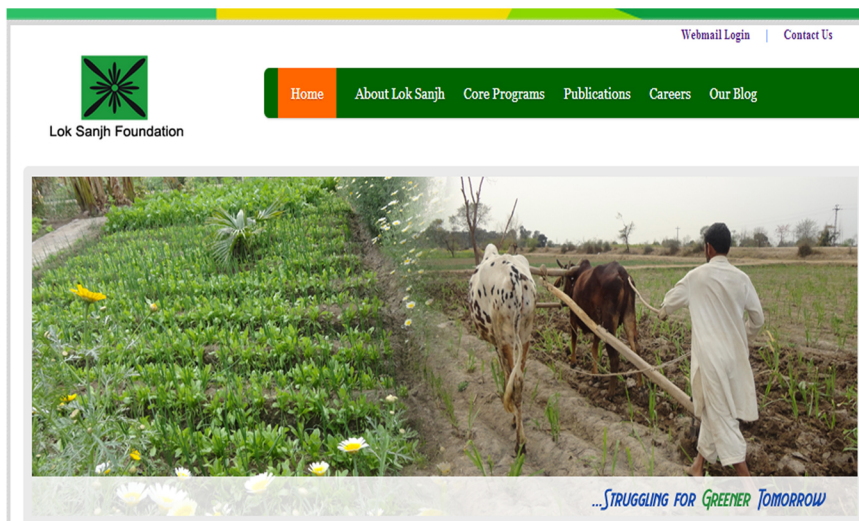 Webmail Login | Contact Us
Home About Lok Sanjh Core Programs Publications Careers Our Blog
Lok Sanjh Foundation
...STRUGGLING FOR GREENER TOMORROW